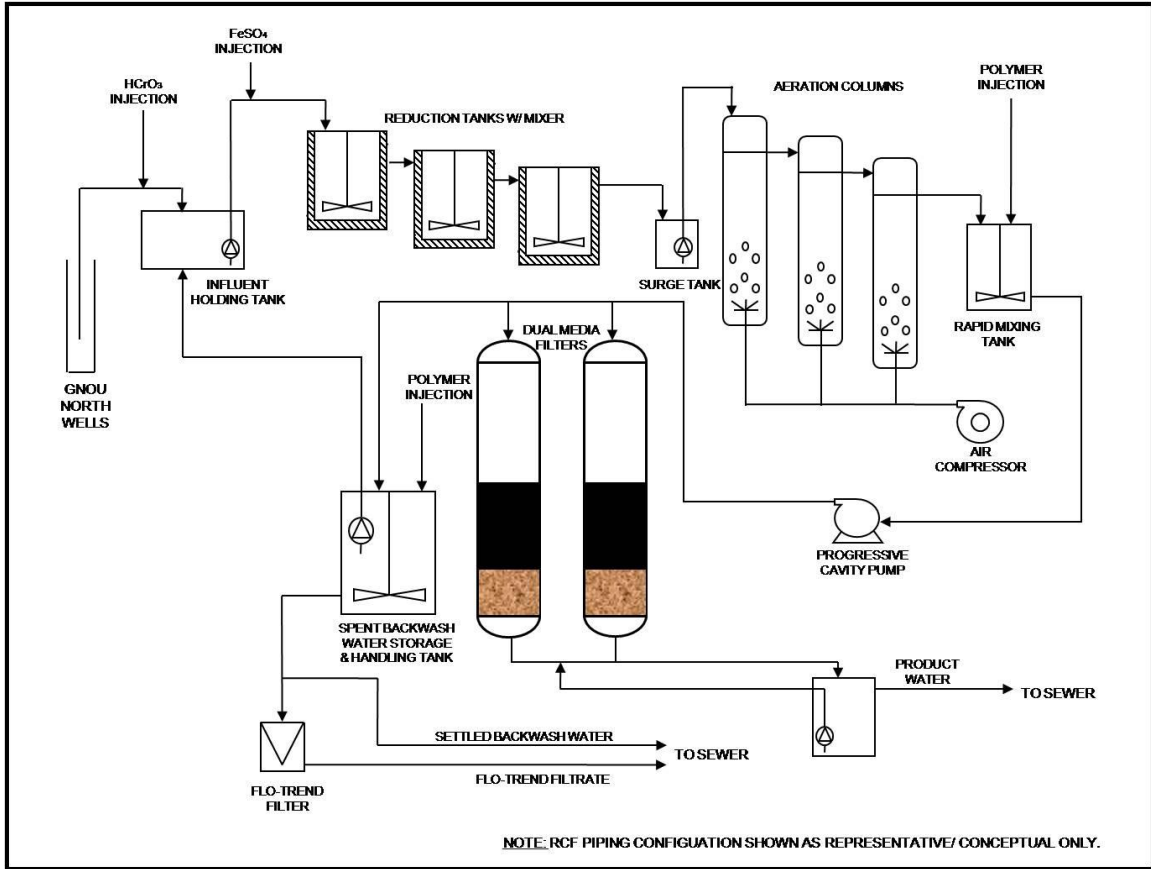 FeSO₄
INJECTION
HCrO₃
INJECTION
REDUCTION TANKS W/ MIXER
AERATION COLUMNS
POLYMER
INJECTION
INFLUENT
HOLDING TANK
SURGE TANK
RAPID MIXING
TANK
GNOU
NORTH
WELLS
DUAL MEDIA
FILTERS
POLYMER
INJECTION
AIR
COMPRESSOR
PROGRESSIVE
CAVITY PUMP
SPENT BACKWASH
WATER STORAGE
& HANDLING TANK
PRODUCT
WATER
TO SEWER
SETTLED BACKWASH WATER
TO SEWER
FLO-TREND FILTRATE
FLO-TREND
FILTER
NOTE: RCF PIPING CONFIGUATION SHOWN AS REPRESENTATIVE/ CONCEPTUAL ONLY.